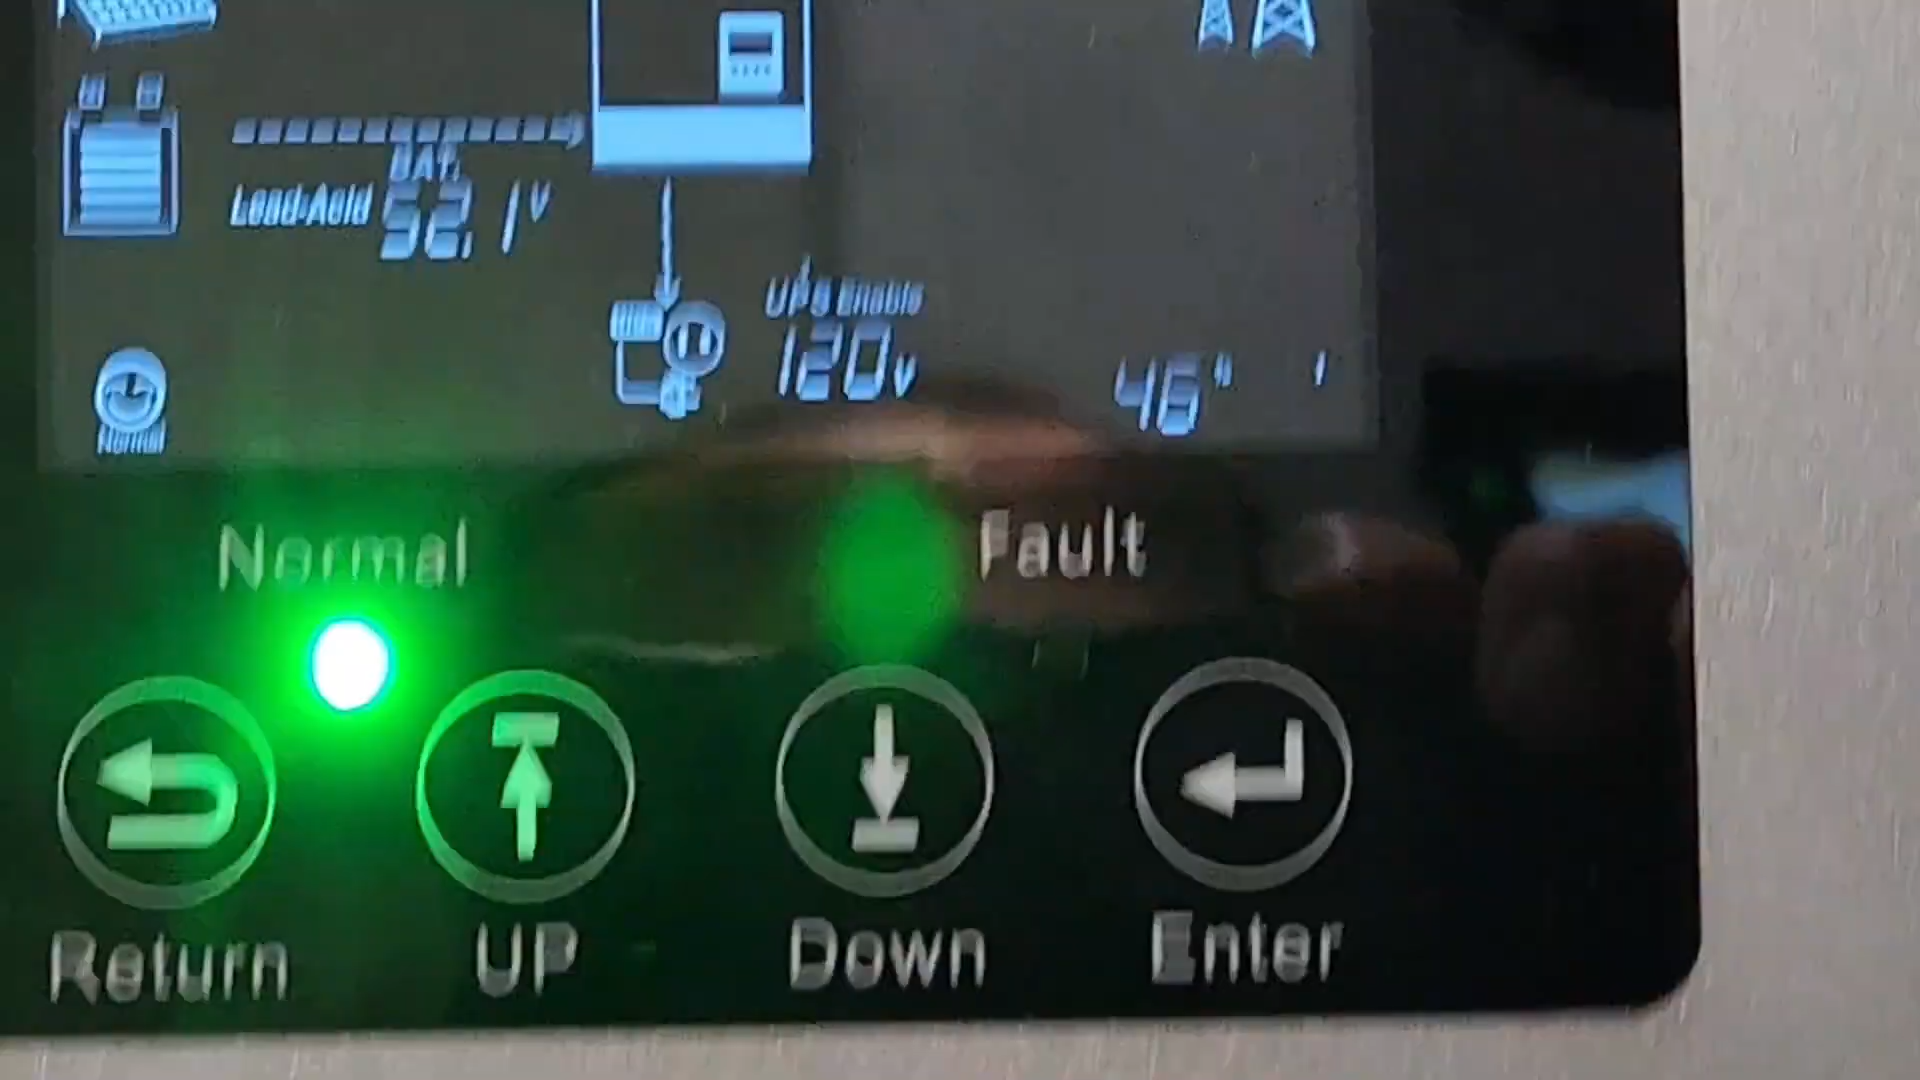 BAT.
Lead-Acid 52.1V
UPS Enable
120V
46
Normal
Normal Fault
Return UP Down Enter